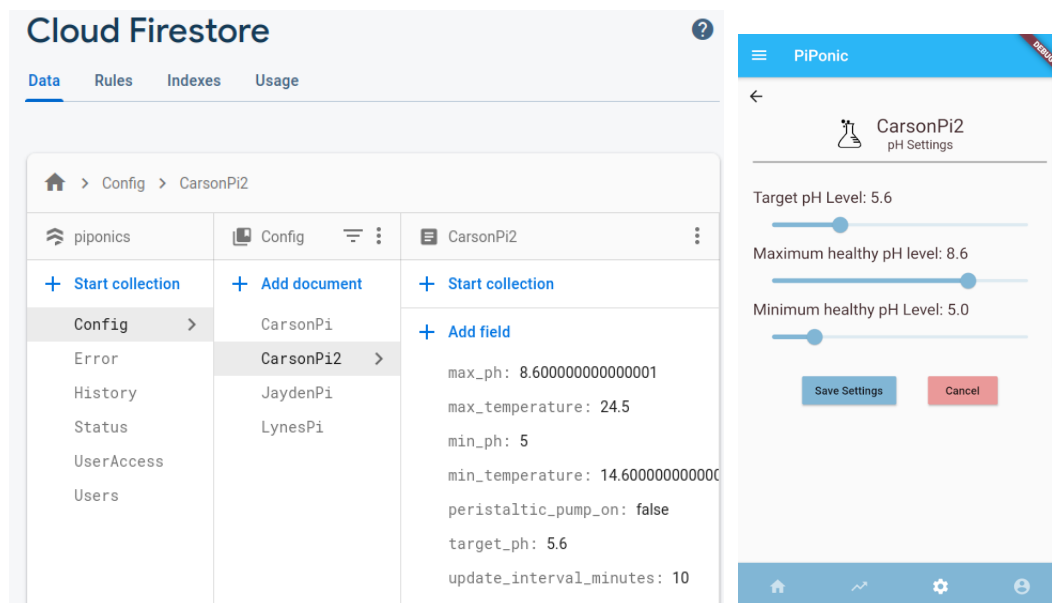 Cloud Firestore
?
Data Rules Indexes Usage
Config > CarsonPi2
piponics
Start collection
Config
Error
History
Status
UserAccess
Users
Config
Add document
CarsonPi
CarsonPi2
JaydenPi
LynesPi
CarsonPi2
Start collection
Add field
max_ph: 8.600000000000001
max_temperature: 24.5
min_ph: 5
min_temperature: 14.600000000000
peristaltic_pump_on: false
target_ph: 5.6
update_interval_minutes: 10
PiPonic
DEBUG
CarsonPi2
pH Settings
Target pH Level: 5.6
Maximum healthy pH level: 8.6
Minimum healthy pH Level: 5.0
Save Settings Cancel